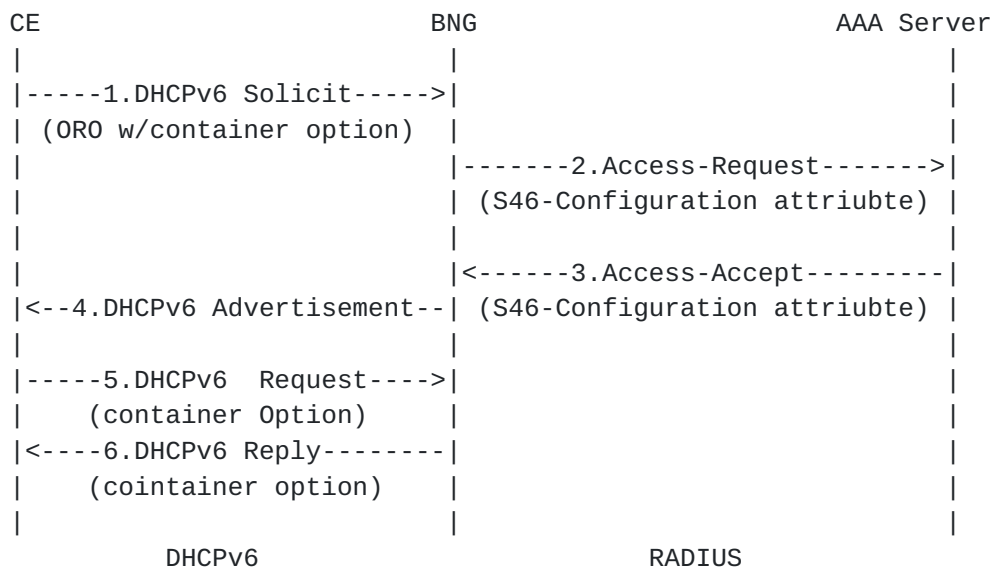 CE                          BNG                       AAA Server
|                            |                                |
|-----1.DHCPv6 Solicit----->|                                |
| (ORO w/container option)  |                                |
|                            |-------2.Access-Request------->|
|                            | (S46-Configuration attriubte) |
|                            |                                |
|                            |<------3.Access-Accept---------|
|<--4.DHCPv6 Advertisement--| (S46-Configuration attriubte) |
|                            |                                |
|-----5.DHCPv6  Request---->|                                |
|    (container Option)      |                                |
|<----6.DHCPv6 Reply--------|                                |
|    (cointainer option)     |                                |
|                            |                                |
DHCPv6                         RADIUS